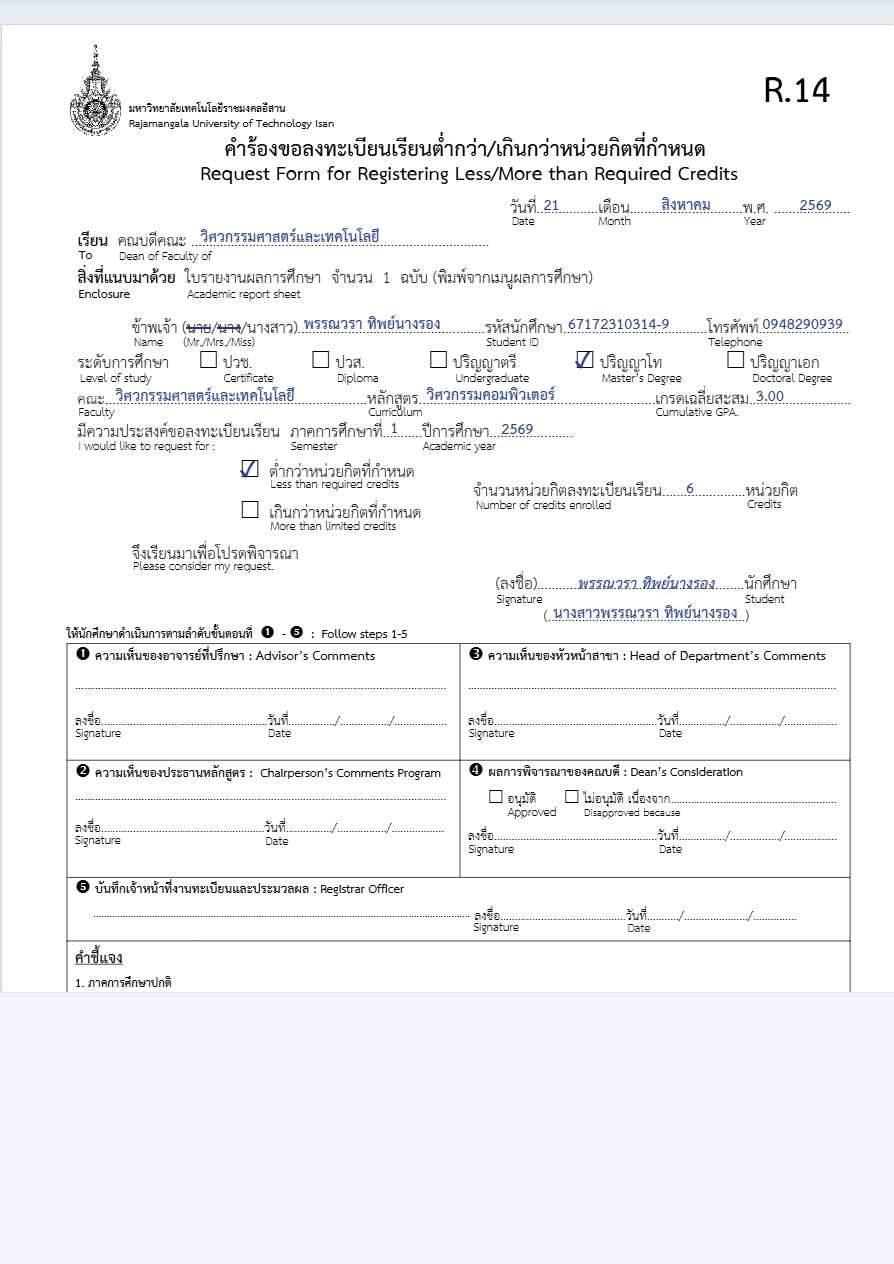 R.14
มหาวิทยาลัยเทคโนโลยีราชมงคลอีสาน
Rajamangala University of Technology Isan
คำร้องขอลงทะเบียนเรียนต่ำกว่า/เกินกว่าหน่วยกิตที่กำหนด
Request Form for Registering Less/More than Required Credits
วันที่ 21 เดือน สิงหาคม พ.ศ. 2569
Date Month Year
เรียน คณบดีคณะ วิศวกรรมศาสตร์และเทคโนโลยี
To Dean of Faculty of
สิ่งที่แนบมาด้วย ใบรายงานผลการศึกษา จำนวน 1 ฉบับ (พิมพ์จากเมนูผลการศึกษา)
Enclosure Academic report sheet
ข้าพเจ้า (นาย/นาง/นางสาว) พรรณวรา ทิพย์นางรอง รหัสนักศึกษา 67172310314-9 โทรศัพท์ 0948290939
Name (Mr./Mrs./Miss) Student ID Telephone
ระดับการศึกษา ☐ ปวช. ☐ ปวส. ☐ ปริญญาตรี ☑ ปริญญาโท ☐ ปริญญาเอก
Level of study Certificate Diploma Undergraduate Master's Degree Doctoral Degree
คณะ วิศวกรรมศาสตร์และเทคโนโลยี หลักสูตร วิศวกรรมคอมพิวเตอร์ เกรดเฉลี่ยสะสม 3.00
Faculty Curriculum Cumulative GPA.
มีความประสงค์ขอลงทะเบียนเรียน ภาคการศึกษาที่ 1 ปีการศึกษา 2569
I would like to request for : Semester Academic year
☑ ต่ำกว่าหน่วยกิตที่กำหนด
Less than required credits
จำนวนหน่วยกิตลงทะเบียนเรียน 6 หน่วยกิต
Number of credits enrolled Credits
☐ เกินกว่าหน่วยกิตที่กำหนด
More than limited credits
จึงเรียนมาเพื่อโปรดพิจารณา
Please consider my request.
(ลงชื่อ) พรรณวรา ทิพย์นางรอง นักศึกษา
Signature Student
( นางสาวพรรณวรา ทิพย์นางรอง )
ให้นักศึกษาดำเนินการตามลำดับขั้นตอนที่ ❶ - ❺ : Follow steps 1-5
❶ ความเห็นของอาจารย์ที่ปรึกษา : Advisor's Comments
ลงชื่อ วันที่ / /
Signature Date
❸ ความเห็นของหัวหน้าสาขา : Head of Department's Comments
ลงชื่อ วันที่ / /
Signature Date
❷ ความเห็นของประธานหลักสูตร : Chairperson's Comments Program
ลงชื่อ วันที่ / /
Signature Date
❹ ผลการพิจารณาของคณบดี : Dean's Consideration
☐ อนุมัติ ☐ ไม่อนุมัติ เนื่องจาก
Approved Disapproved because
ลงชื่อ วันที่ / /
Signature Date
❺ บันทึกเจ้าหน้าที่งานทะเบียนและประมวลผล : Registrar Officer
ลงชื่อ วันที่ / /
Signature Date
คำชี้แจง
1. ภาคการศึกษาปกติ